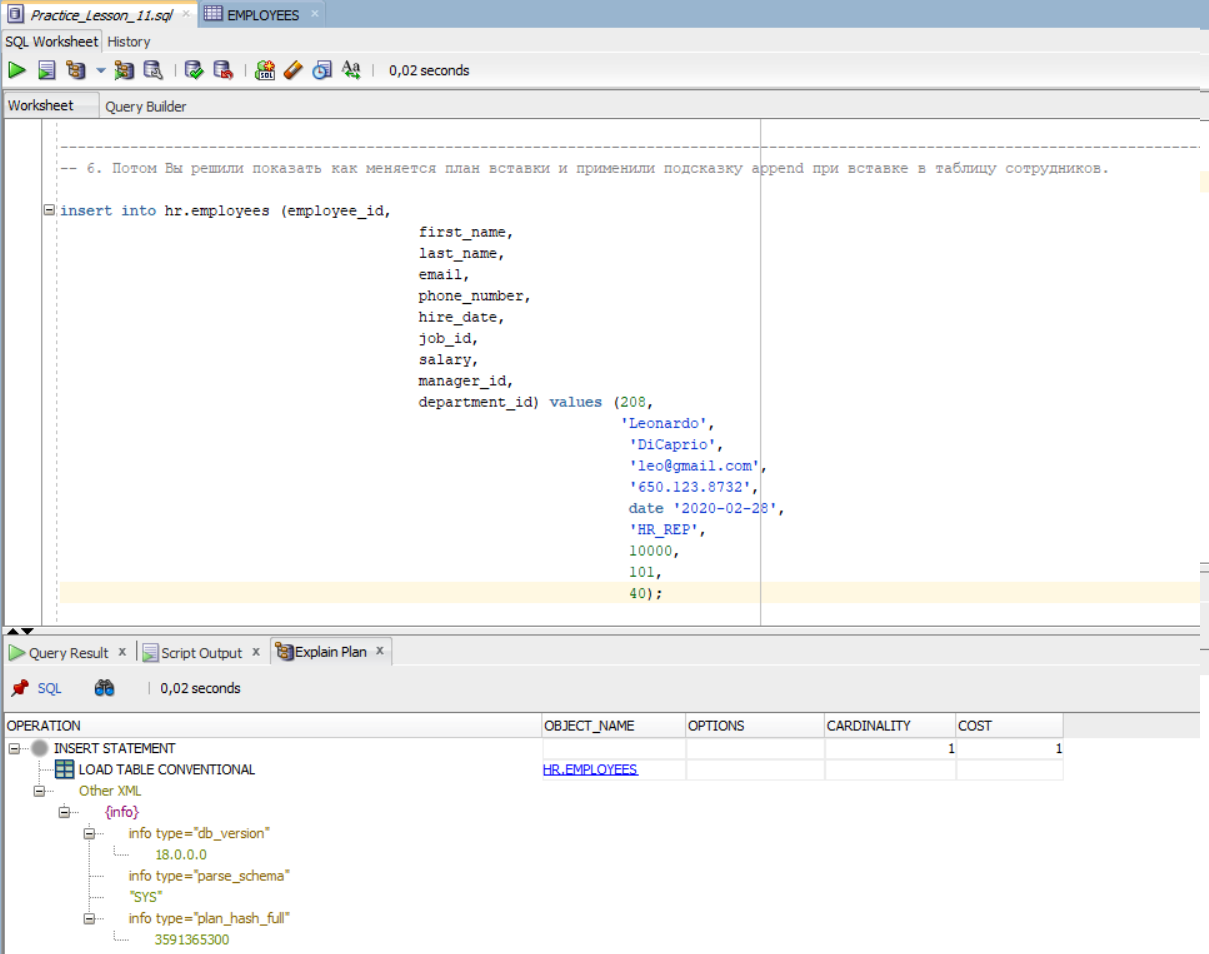 Practice_Lesson_11.sql × EMPLOYEES ×
SQL Worksheet History
0,02 seconds
Worksheet Query Builder
-- 6. Потом Вы решили показать как меняется план вставки и применили подсказку append при вставке в таблицу сотрудников.
insert into hr.employees (employee_id,
first_name,
last_name,
email,
phone_number,
hire_date,
job_id,
salary,
manager_id,
department_id) values (208,
'Leonardo',
'DiCaprio',
'leo@gmail.com',
'650.123.8732',
date '2020-02-28',
'HR_REP',
10000,
101,
40);
Query Result x Script Output x Explain Plan x
SQL 0,02 seconds
OPERATION OBJECT_NAME OPTIONS CARDINALITY COST
INSERT STATEMENT 1 1
LOAD TABLE CONVENTIONAL HR.EMPLOYEES
Other XML
{info}
info type="db_version"
18.0.0.0
info type="parse_schema"
"SYS"
info type="plan_hash_full"
3591365300